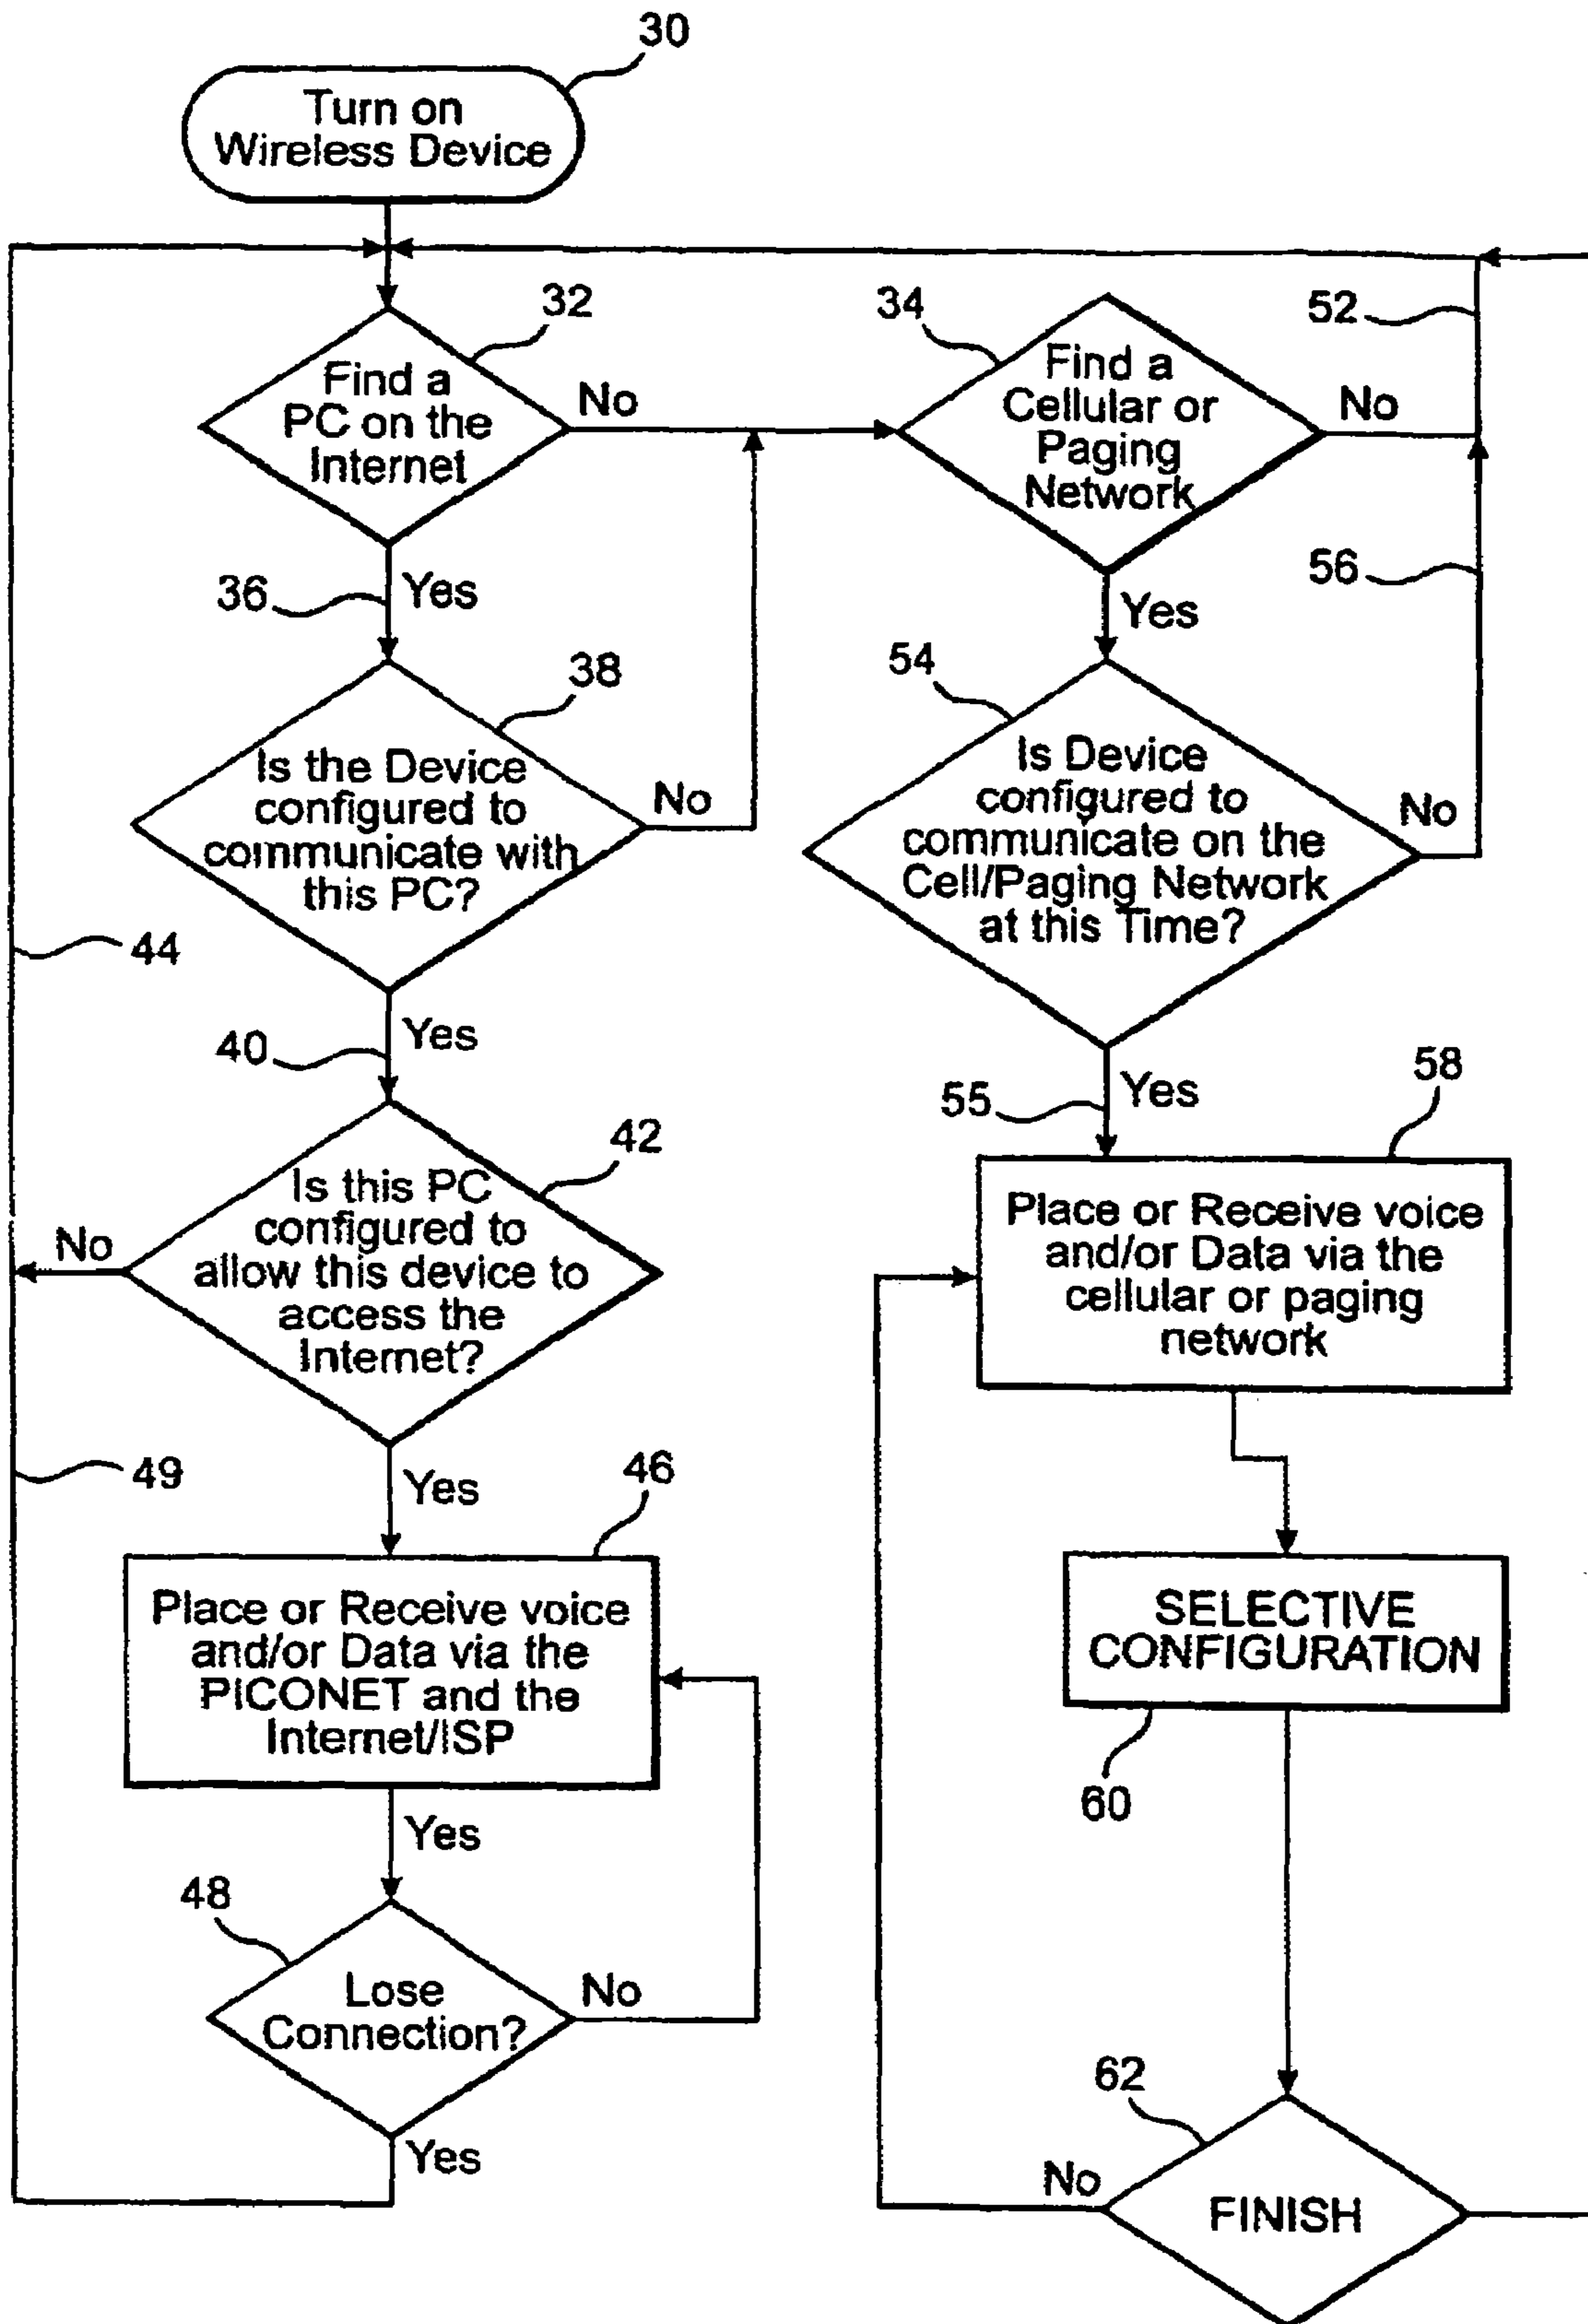 30
Turn on
Wireless Device
32
Find a
PC on the
Internet
No
34
Find a
Cellular or
Paging
Network
No
52
36
Yes
Yes
56
38
Is the Device
configured to
communicate with
this PC?
No
54
Is Device
configured to
communicate on the
Cell/Paging Network
at this Time?
No
44
40
Yes
55
Yes
42
Is this PC
configured to
allow this device to
access the
Internet?
No
58
Place or Receive voice
and/or Data via the
cellular or paging
network
49
Yes
46
Place or Receive voice
and/or Data via the
PICONET and the
Internet/ISP
SELECTIVE
CONFIGURATION
60
Yes
48
Lose
Connection?
No
Yes
62
No
FINISH